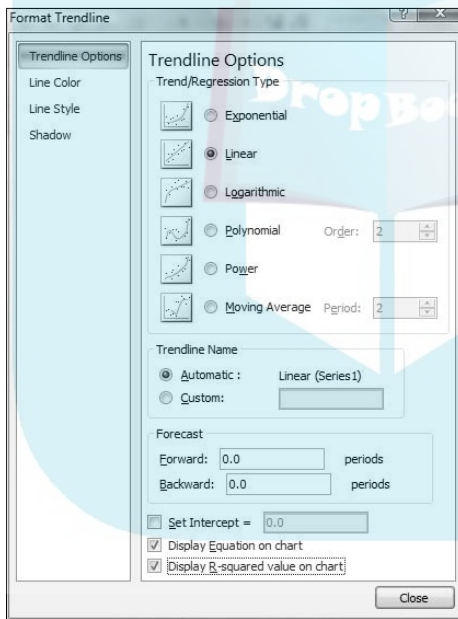 Format Trendline
Trendline Options
Line Color
Line Style
Shadow
Trendline Options
Trend/Regression Type
Exponential
Linear
Logarithmic
Polynomial Order: 2
Power
Moving Average Period: 2
Trendline Name
Automatic : Linear (Series1)
Custom:
Forecast
Forward: 0.0 periods
Backward: 0.0 periods
Set Intercept = 0.0
Display Equation on chart
Display R-squared value on chart
Close